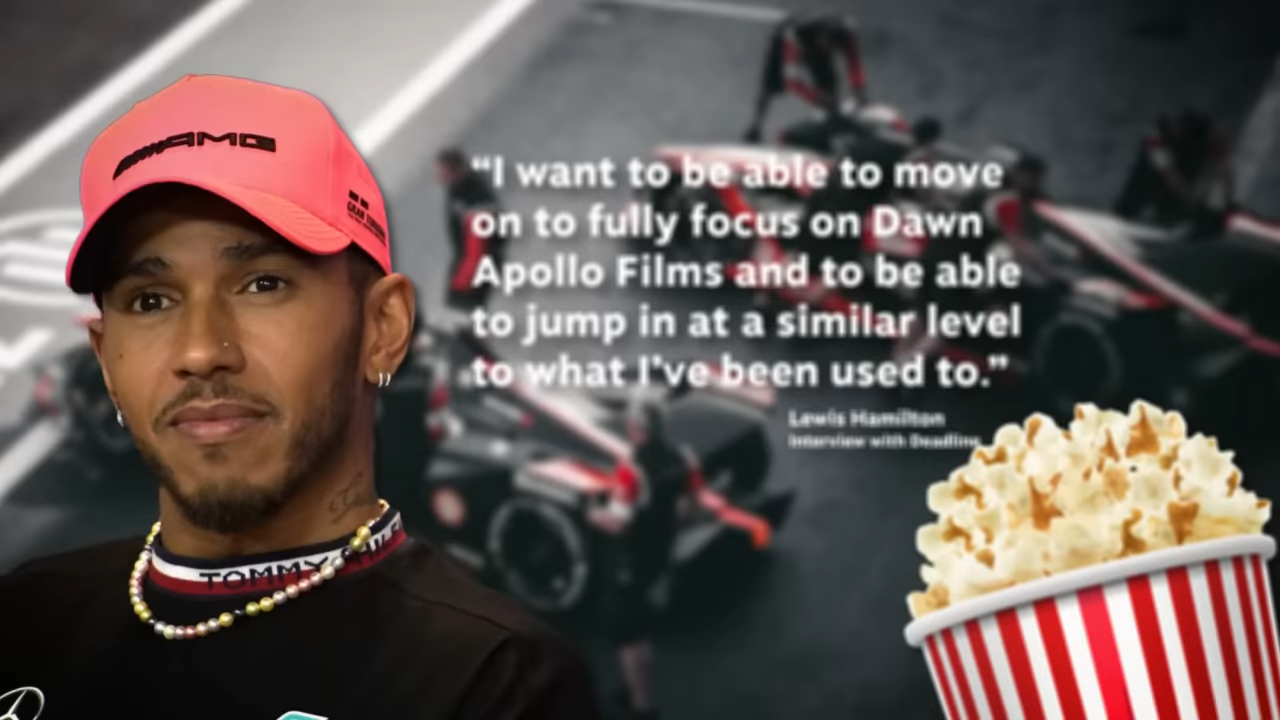 AMG
“I want to be able to move
on to fully focus on Dawn
Apollo Films and to be able
to jump in at a similar level
to what I’ve been used to.”
Lewis Hamilton
Interview with Deadline
TOMMY